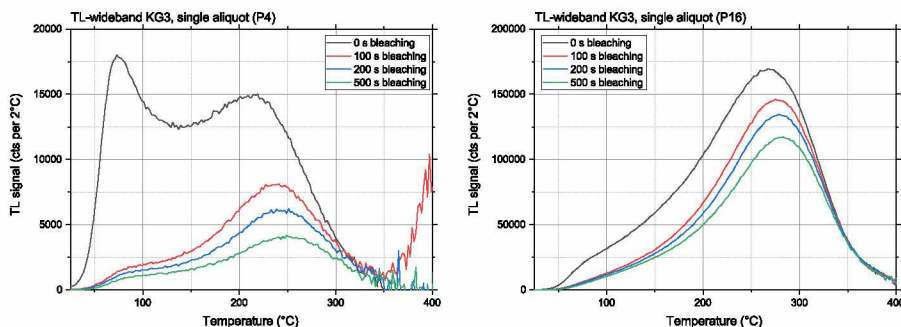 TL-wideband KG3, single aliquot (P4)
20000
15000
10000
5000
0
TL signal (cts per 2°C)
0 s bleaching
100 s bleaching
200 s bleaching
500 s bleaching
100
200
300
400
Temperature (°C)
TL-wideband KG3, single aliquot (P16)
200000
150000
100000
50000
0
TL signal (cts per 2°C)
0 s bleaching
100 s bleaching
200 s bleaching
500 s bleaching
100
200
300
400
Temperature (°C)